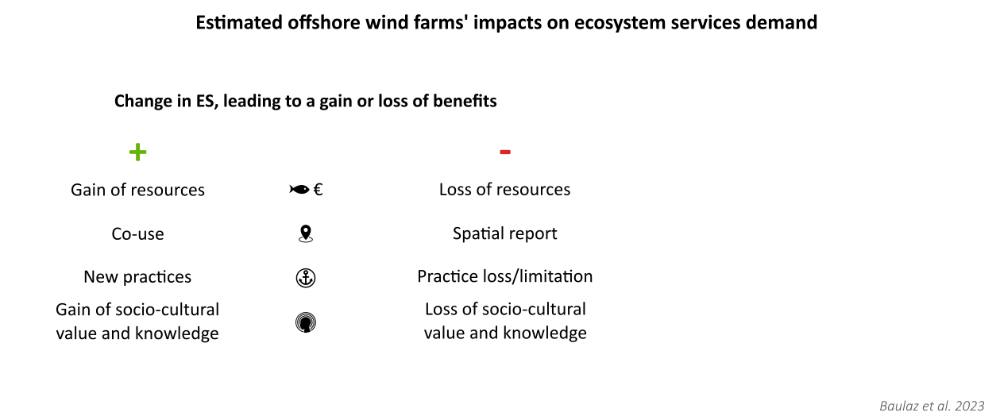 Estimated offshore wind farms' impacts on ecosystem services demand
Change in ES, leading to a gain or loss of benefits
+ -
Gain of resources € Loss of resources
Co-use Spatial report
New practices Practice loss/limitation
Gain of socio-cultural Loss of socio-cultural
value and knowledge value and knowledge
Baulaz et al. 2023